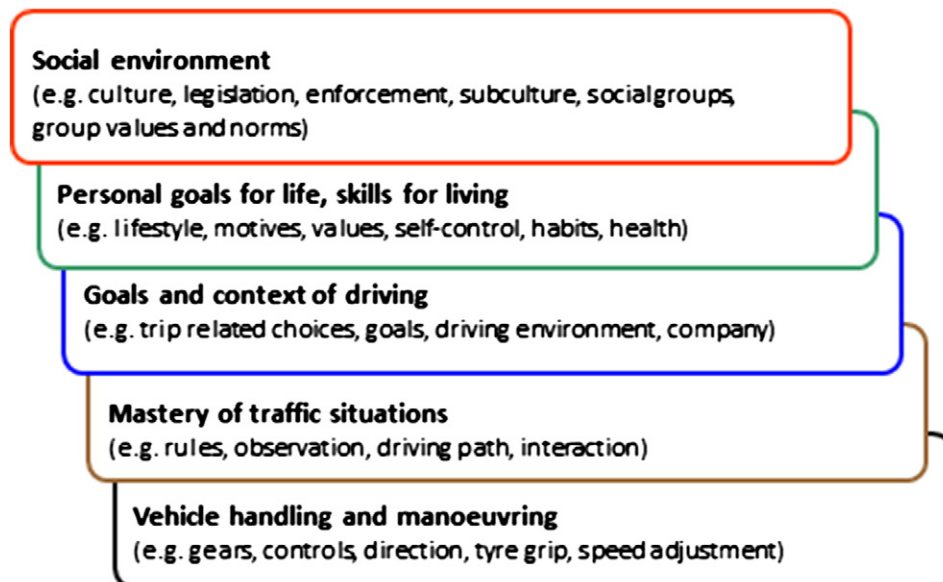 Social environment
(e.g. culture, legislation, enforcement, subculture, social groups,
group values and norms)
Personal goals for life, skills for living
(e.g. lifestyle, motives, values, self-control, habits, health)
Goals and context of driving
(e.g. trip related choices, goals, driving environment, company)
Mastery of traffic situations
(e.g. rules, observation, driving path, interaction)
Vehicle handling and manoeuvring
(e.g. gears, controls, direction, tyre grip, speed adjustment)